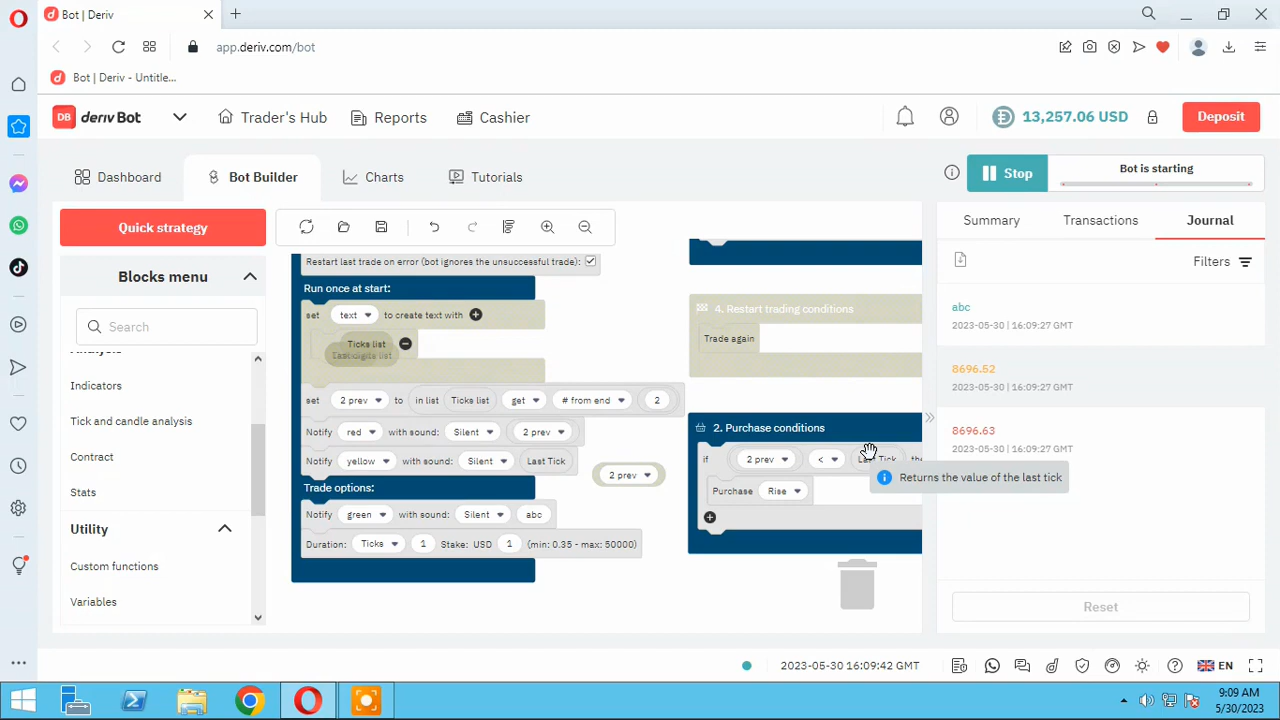 Bot | Deriv
app.deriv.com/bot
Bot | Deriv - Untitle...
DB deriv Bot
Trader's Hub
Reports
Cashier
13,257.06 USD
Deposit
Dashboard
Bot Builder
Charts
Tutorials
Stop
Bot is starting
Quick strategy
Summary
Transactions
Journal
Blocks menu
Search
Filters
Analysis
Indicators
Tick and candle analysis
Contract
Stats
Utility
Custom functions
Variables
Restart last trade on error (bot ignores the unsuccessful trade):
Run once at start:
set text to create text with
Ticks list
set 2 prev to in list Ticks list get # from end 2
Notify red with sound: Silent 2 prev
Notify yellow with sound: Silent Last Tick
2 prev
Trade options:
Notify green with sound: Silent abc
Duration: Ticks 1 Stake: USD 1 (min: 0.35 - max: 50000)
4. Restart trading conditions
Trade again
2. Purchase conditions
if 2 prev < Last Tick the
Purchase Rise
Returns the value of the last tick
abc
2023-05-30 | 16:09:27 GMT
8696.52
2023-05-30 | 16:09:27 GMT
8696.63
2023-05-30 | 16:09:27 GMT
Reset
2023-05-30 16:09:42 GMT
EN
9:09 AM
5/30/2023